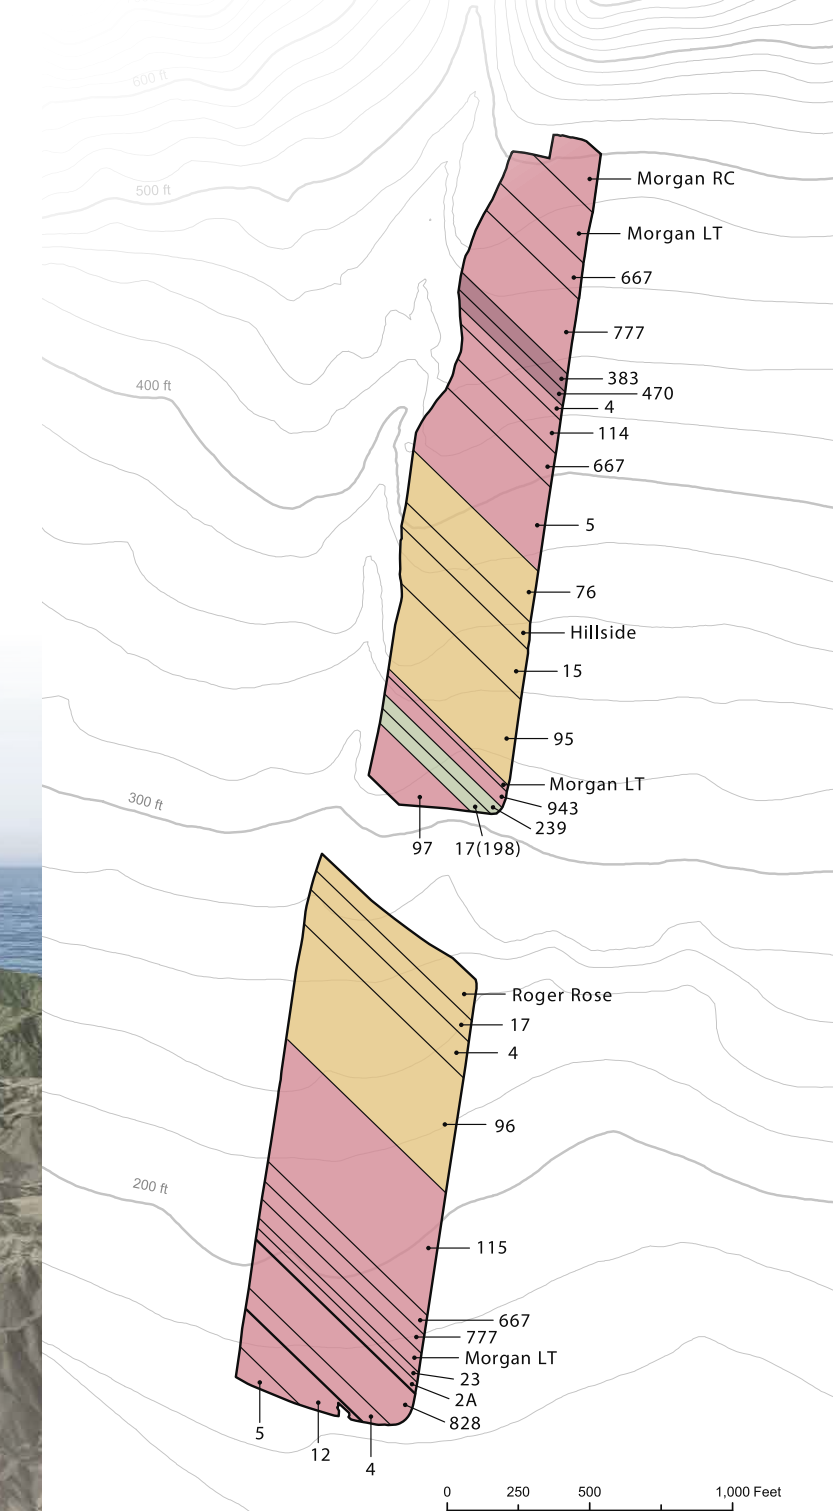 600 ft
Morgan RC
500 ft
Morgan LT
667
777
383
400 ft
470
4
114
667
5
76
Hillside
15
95
Morgan LT
300 ft
943
239
97
17(198)
Roger Rose
17
4
96
200 ft
115
667
777
Morgan LT
23
2A
828
5
12
4
0
250
500
1,000 Feet